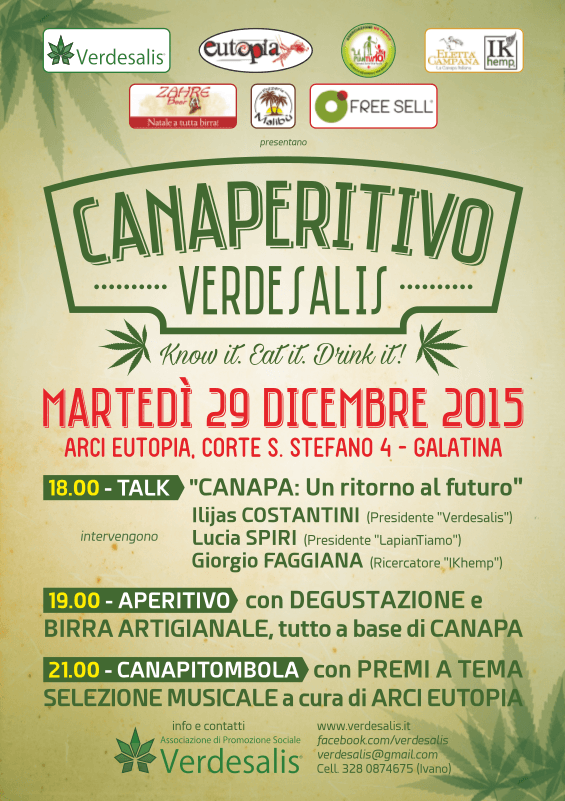 Verdesalis
eutopia
ELETTA
CAMPANA
La Canapa Italiana
IK
hemp
ZAHRE
Beer
Natale a tutta birra!
Malibù
FREE SELL
presentano
CANAPERITIVO
VERDESALIS
Know it. Eat it. Drink it!
MARTEDÌ 29 DICEMBRE 2015
ARCI EUTOPIA, CORTE S. STEFANO 4 - GALATINA
18.00 - TALK "CANAPA: Un ritorno al futuro"
Ilijas COSTANTINI (Presidente "Verdesalis")
intervengono Lucia SPIRI (Presidente "LapianTiamo")
Giorgio FAGGIANA (Ricercatore "IKhemp")
19.00 - APERITIVO con DEGUSTAZIONE e
BIRRA ARTIGIANALE, tutto a base di CANAPA
21.00 - CANAPITOMBOLA con PREMI A TEMA
SELEZIONE MUSICALE a cura di ARCI EUTOPIA
info e contatti
Associazione di Promozione Sociale
Verdesalis
www.verdesalis.it
facebook.com/verdesalis
verdesalis@gmail.com
Cell. 328 0874675 (Ivano)